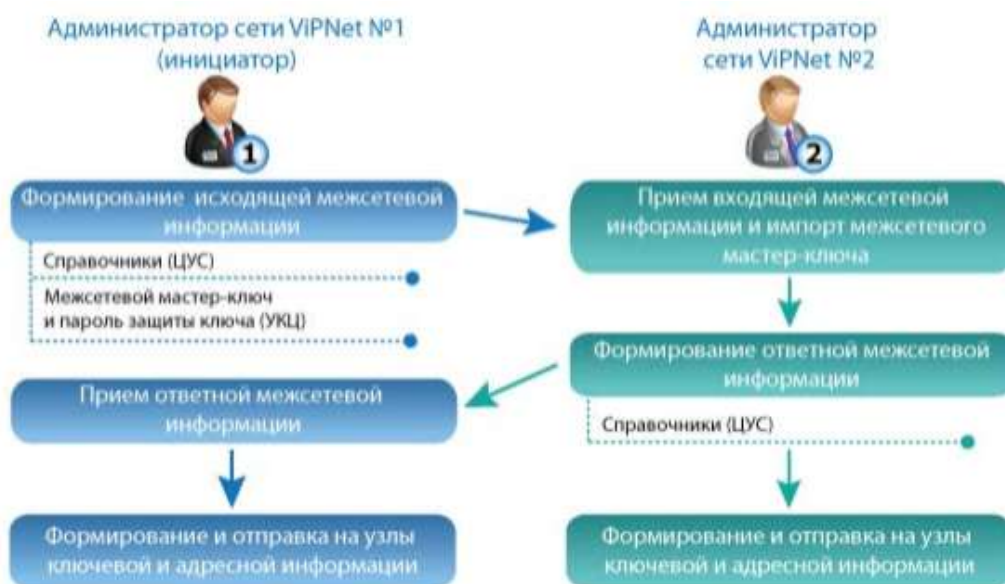 Администратор сети ViPNet №1
(инициатор)
1
Администратор
сети ViPNet №2
2
Формирование исходящей межсетевой
информации
Справочники (ЦУС)
Межсетевой мастер-ключ
и пароль защиты ключа (УКЦ)
Прием входящей межсетевой
информации и импорт межсетевого
мастер-ключа
Формирование ответной межсетевой
информации
Справочники (ЦУС)
Прием ответной межсетевой
информации
Формирование и отправка на узлы
ключевой и адресной информации
Формирование и отправка на узлы
ключевой и адресной информации